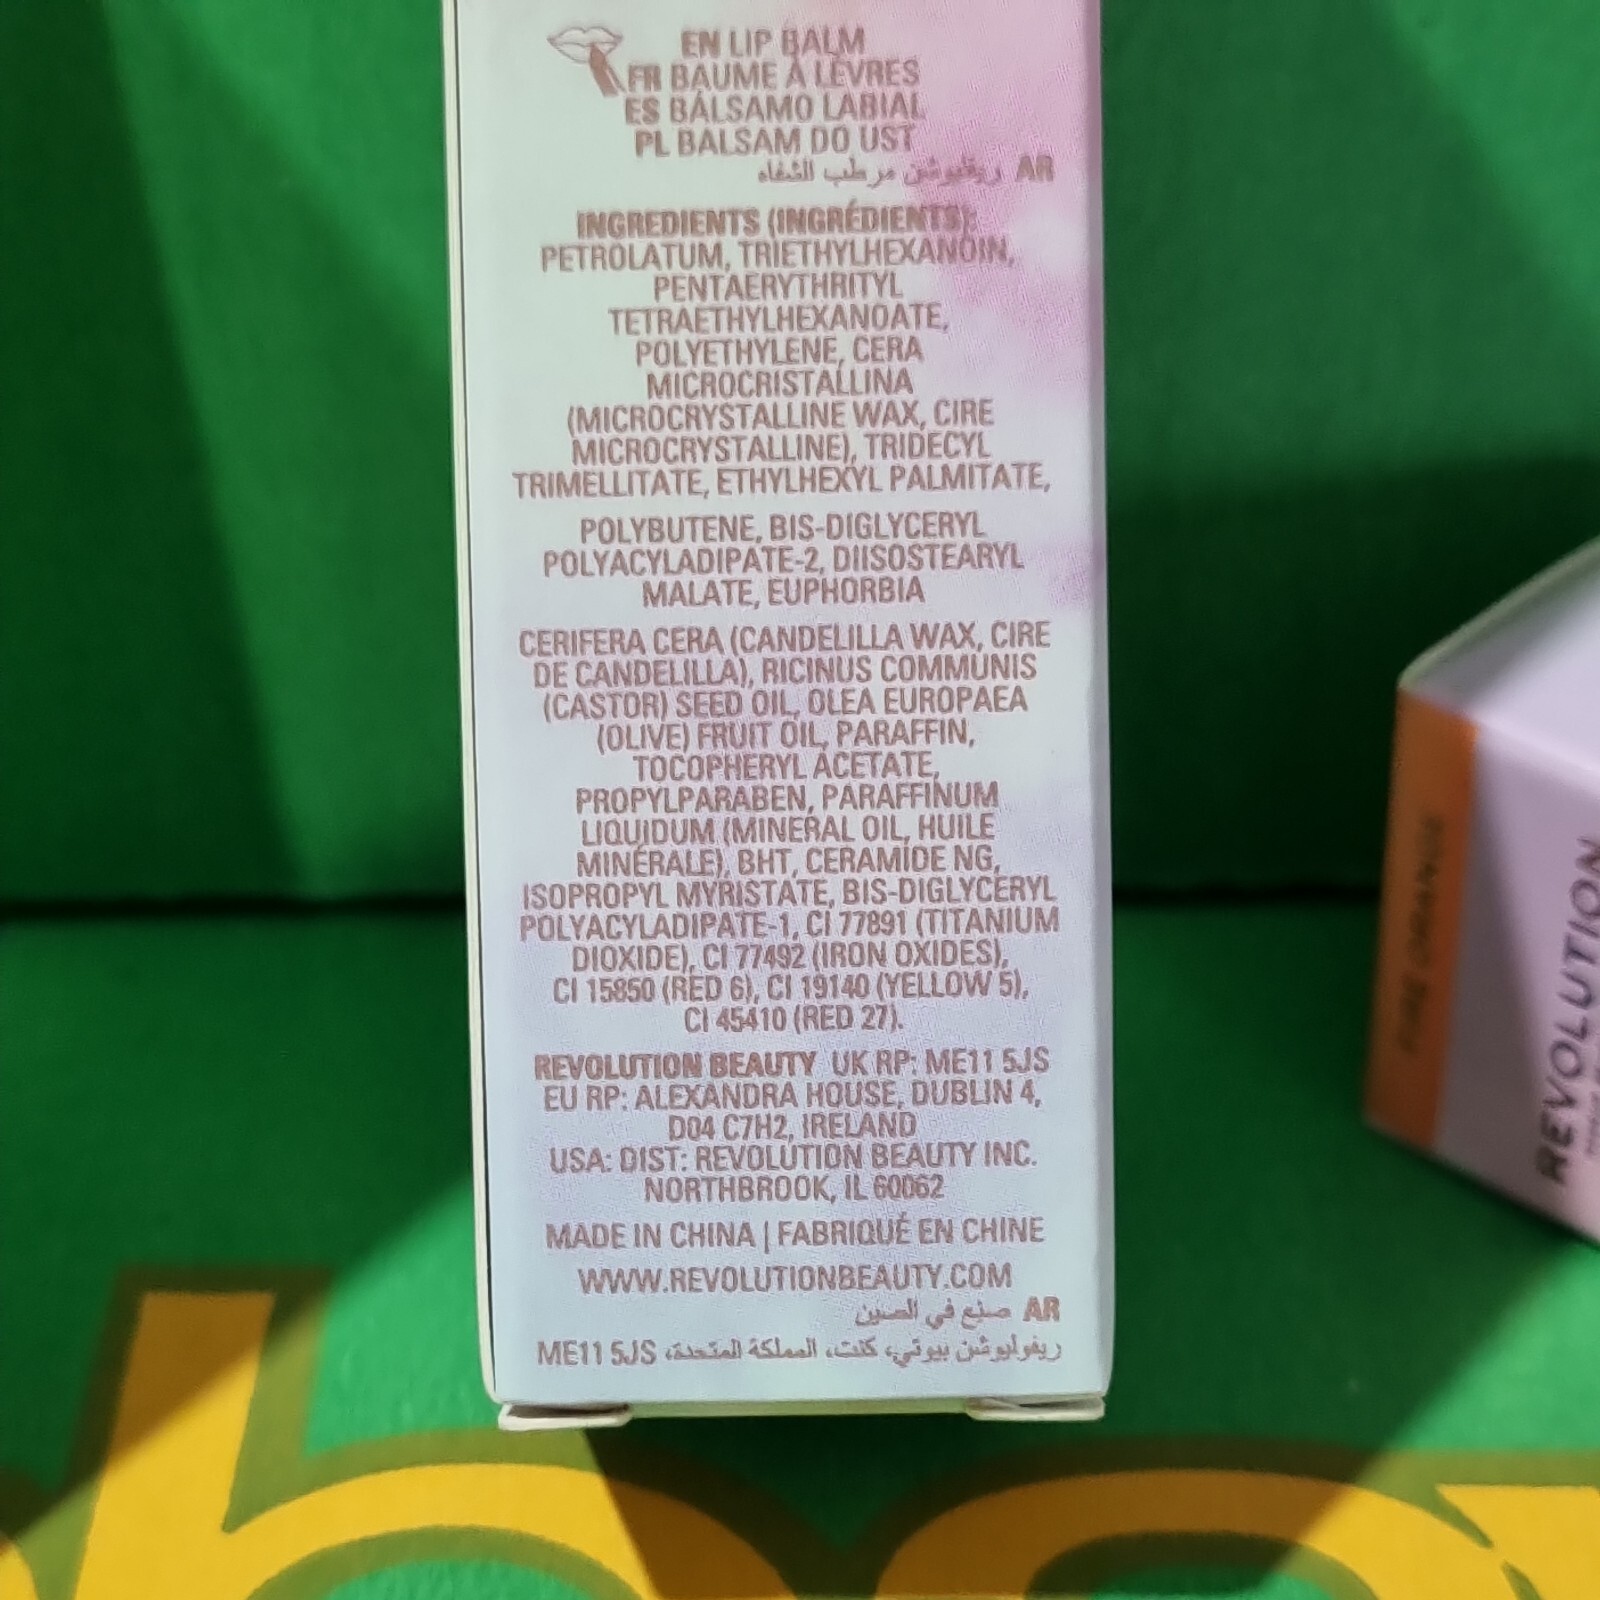 EN LIP BALM
FR BAUME À LÈVRES
ES BÁLSAMO LABIAL
PL BALSAM DO UST
AR ريفليوشن مرطب الشفاه
INGREDIENTS (INGRÉDIENTS):
PETROLATUM, TRIETHYLHEXANOIN,
PENTAERYTHRITYL
TETRAETHYLHEXANOATE,
POLYETHYLENE, CERA
MICROCRISTALLINA
(MICROCRYSTALLINE WAX, CIRE
MICROCRYSTALLINE), TRIDECYL
TRIMELLITATE, ETHYLHEXYL PALMITATE,
POLYBUTENE, BIS-DIGLYCERYL
POLYACYLADIPATE-2, DIISOSTEARYL
MALATE, EUPHORBIA
CERIFERA CERA (CANDELILLA WAX, CIRE
DE CANDELILLA), RICINUS COMMUNIS
(CASTOR) SEED OIL, OLEA EUROPAEA
(OLIVE) FRUIT OIL, PARAFFIN,
TOCOPHERYL ACETATE,
PROPYLPARABEN, PARAFFINUM
LIQUIDUM (MINERAL OIL, HUILE
MINÉRALE), BHT, CERAMIDE NG,
ISOPROPYL MYRISTATE, BIS-DIGLYCERYL
POLYACYLADIPATE-1, CI 77891 (TITANIUM
DIOXIDE), CI 77492 (IRON OXIDES),
CI 15850 (RED 6), CI 19140 (YELLOW 5),
CI 45410 (RED 27).
REVOLUTION BEAUTY UK RP: ME11 5JS
EU RP: ALEXANDRA HOUSE, DUBLIN 4,
D04 C7H2, IRELAND
USA: DIST: REVOLUTION BEAUTY INC.
NORTHBROOK, IL 60062
MADE IN CHINA | FABRIQUÉ EN CHINE
WWW.REVOLUTIONBEAUTY.COM
AR صنع في الصين
ريفوليوشن بيوتي، كنت، المملكة المتحدة، ME11 5JS
FIRE ORANGE
REVOLUTION